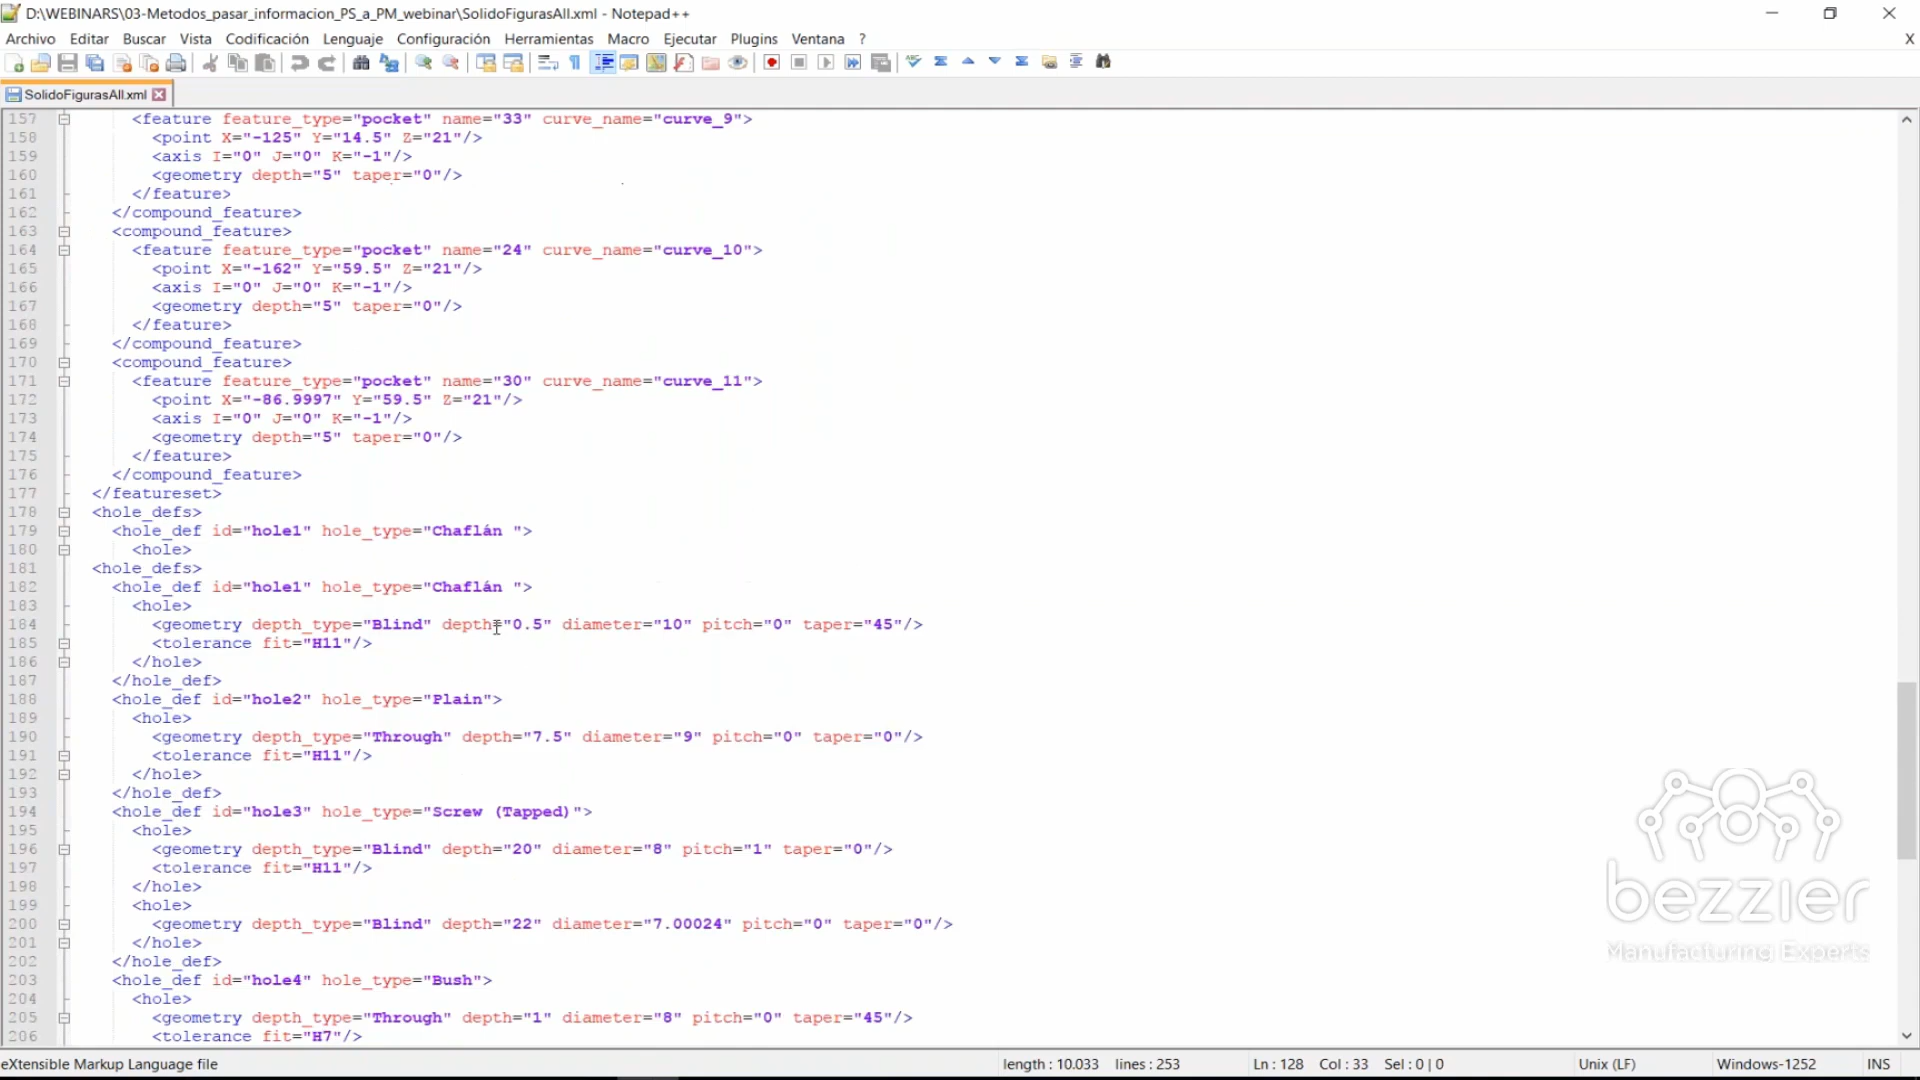 D:\WEBINARS\03-Metodos_pasar_informacion_PS_a_PM_webinar\SolidoFigurasAll.xml - Notepad++
Archivo Editar Buscar Vista Codificación Lenguaje Configuración Herramientas Macro Ejecutar Plugins Ventana ? X
SolidoFigurasAll.xml
157 <feature feature_type="pocket" name="33" curve_name="curve_9">
158 <point X="-125" Y="14.5" Z="21"/>
159 <axis I="0" J="0" K="-1"/>
160 <geometry depth="5" taper="0"/>
161 </feature>
162 </compound_feature>
163 <compound_feature>
164 <feature feature_type="pocket" name="24" curve_name="curve_10">
165 <point X="-162" Y="59.5" Z="21"/>
166 <axis I="0" J="0" K="-1"/>
167 <geometry depth="5" taper="0"/>
168 </feature>
169 </compound_feature>
170 <compound_feature>
171 <feature feature_type="pocket" name="30" curve_name="curve_11">
172 <point X="-86.9997" Y="59.5" Z="21"/>
173 <axis I="0" J="0" K="-1"/>
174 <geometry depth="5" taper="0"/>
175 </feature>
176 </compound_feature>
177 </featureset>
178 <hole_defs>
179 <hole_def id="hole1" hole_type="Chaflán ">
180 <hole>
181 <hole_defs>
182 <hole_def id="hole1" hole_type="Chaflán ">
183 <hole>
184 <geometry depth_type="Blind" depth="0.5" diameter="10" pitch="0" taper="45"/>
185 <tolerance fit="H11"/>
186 </hole>
187 </hole_def>
188 <hole_def id="hole2" hole_type="Plain">
189 <hole>
190 <geometry depth_type="Through" depth="7.5" diameter="9" pitch="0" taper="0"/>
191 <tolerance fit="H11"/>
192 </hole>
193 </hole_def>
194 <hole_def id="hole3" hole_type="Screw (Tapped)">
195 <hole>
196 <geometry depth_type="Blind" depth="20" diameter="8" pitch="1" taper="0"/>
197 <tolerance fit="H11"/>
198 </hole>
199 <hole>
200 <geometry depth_type="Blind" depth="22" diameter="7.00024" pitch="0" taper="0"/>
201 </hole>
202 </hole_def>
203 <hole_def id="hole4" hole_type="Bush">
204 <hole>
205 <geometry depth_type="Through" depth="1" diameter="8" pitch="0" taper="45"/>
206 <tolerance fit="H7"/>
bezzier
Manufacturing Experts
eXtensible Markup Language file length : 10.033 lines : 253 Ln : 128 Col : 33 Sel : 0 | 0 Unix (LF) Windows-1252 INS